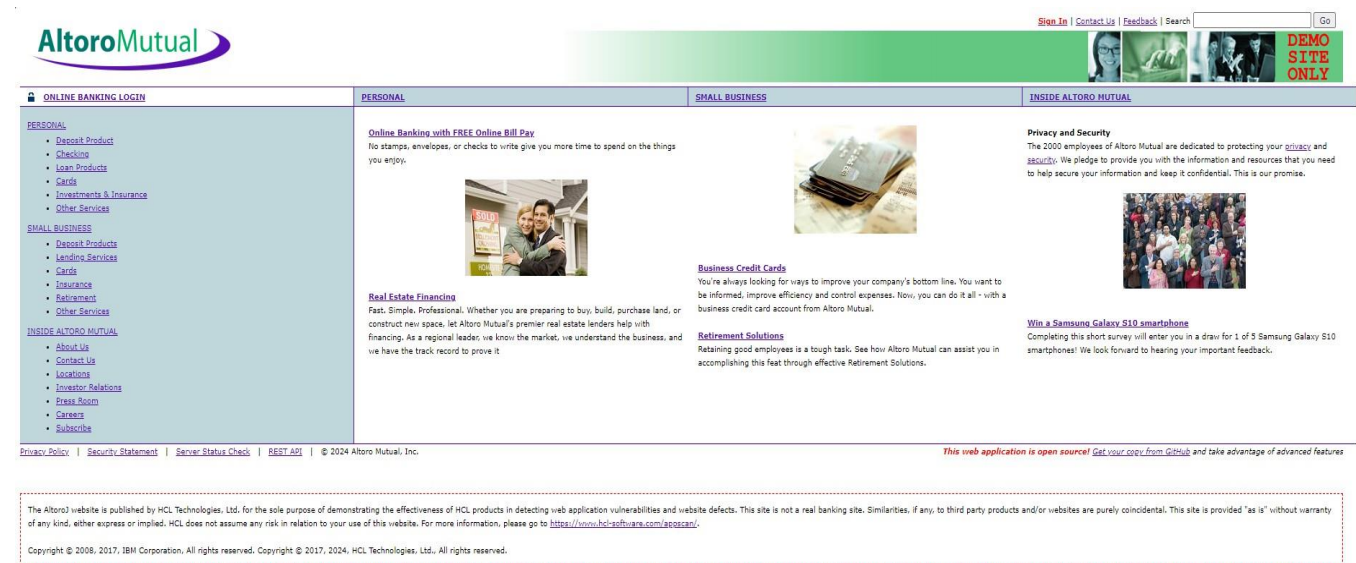 Sign In | Contact Us | Feedback | Search Go
AltoroMutual
DEMO
SITE
ONLY
ONLINE BANKING LOGIN
PERSONAL
SMALL BUSINESS
INSIDE ALTORO MUTUAL
PERSONAL
Deposit Product
Checking
Loan Products
Cards
Investments & Insurance
Other Services
SMALL BUSINESS
Deposit Products
Lending Services
Cards
Insurance
Retirement
Other Services
INSIDE ALTORO MUTUAL
About Us
Contact Us
Locations
Investor Relations
Press Room
Careers
Subscribe
Online Banking with FREE Online Bill Pay
No stamps, envelopes, or checks to write give you more time to spend on the things
you enjoy.
SOLD
Real Estate Financing
Fast. Simple. Professional. Whether you are preparing to buy, build, purchase land, or
construct new space, let Altoro Mutual's premier real estate lenders help with
financing. As a regional leader, we know the market, we understand the business, and
we have the track record to prove it
Business Credit Cards
You're always looking for ways to improve your company's bottom line. You want to
be informed, improve efficiency and control expenses. Now, you can do it all - with a
business credit card account from Altoro Mutual.
Retirement Solutions
Retaining good employees is a tough task. See how Altoro Mutual can assist you in
accomplishing this feat through effective Retirement Solutions.
Privacy and Security
The 2000 employees of Altoro Mutual are dedicated to protecting your privacy and
security. We pledge to provide you with the information and resources that you need
to help secure your information and keep it confidential. This is our promise.
Win a Samsung Galaxy S10 smartphone
Completing this short survey will enter you in a draw for 1 of 5 Samsung Galaxy S10
smartphones! We look forward to hearing your important feedback.
Privacy Policy | Security Statement | Server Status Check | REST API | © 2024 Altoro Mutual, Inc.
This web application is open source! Get your copy from GitHub and take advantage of advanced features
The AltoroJ website is published by HCL Technologies, Ltd. for the sole purpose of demonstrating the effectiveness of HCL products in detecting web application vulnerabilities and website defects. This site is not a real banking site. Similarities, if any, to third party products and/or websites are purely coincidental. This site is provided "as is" without warranty
of any kind, either express or implied. HCL does not assume any risk in relation to your use of this website. For more information, please go to https://www.hcl-software.com/appscan/.
Copyright © 2008, 2017, IBM Corporation, All rights reserved. Copyright © 2017, 2024, HCL Technologies, Ltd., All rights reserved.